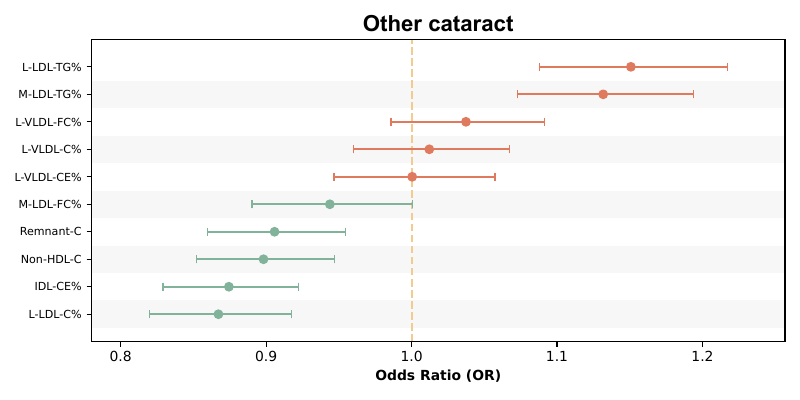 Other cataract
L-LDL-TG%
M-LDL-TG%
L-VLDL-FC%
L-VLDL-C%
L-VLDL-CE%
M-LDL-FC%
Remnant-C
Non-HDL-C
IDL-CE%
L-LDL-C%
0.8 0.9 1.0 1.1 1.2
Odds Ratio (OR)